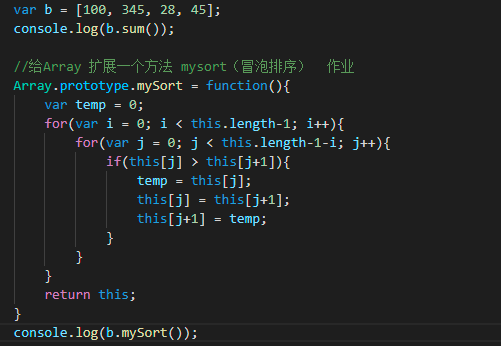 var b = [100, 345, 28, 45];
console.log(b.sum());

//给Array 扩展一个方法 mysort（冒泡排序）  作业
Array.prototype.mySort = function(){
    var temp = 0;
    for(var i = 0; i < this.length-1; i++){
        for(var j = 0; j < this.length-1-i; j++){
            if(this[j] > this[j+1]){
                temp = this[j];
                this[j] = this[j+1];
                this[j+1] = temp;
            }
        }
    }
    return this;
}
console.log(b.mySort());